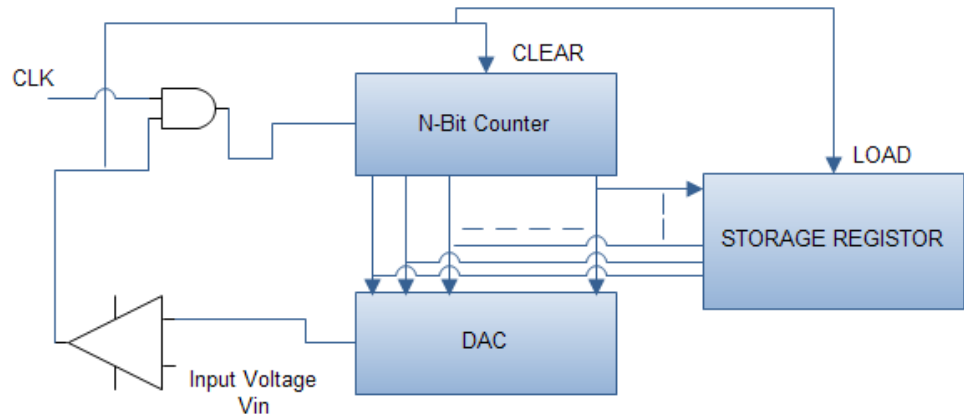 CLEAR
CLK
N-Bit Counter
LOAD
STORAGE REGISTOR
DAC
Input Voltage
Vin